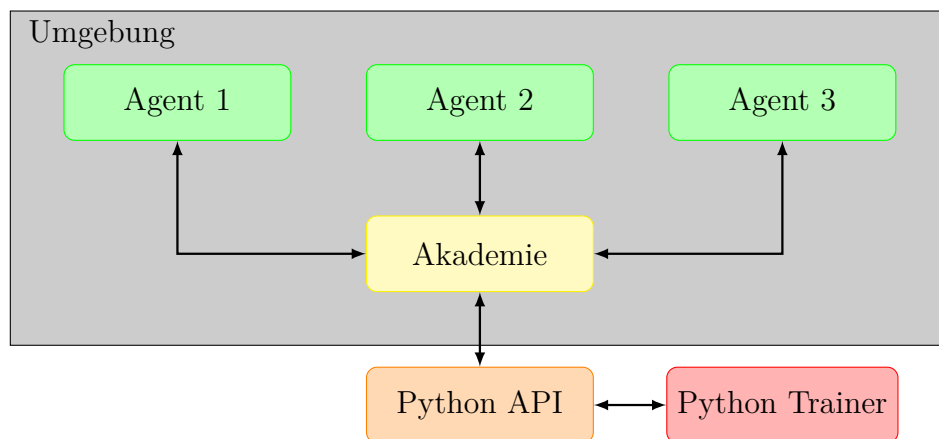 Umgebung
Agent 1
Agent 2
Agent 3
Akademie
Python API
Python Trainer